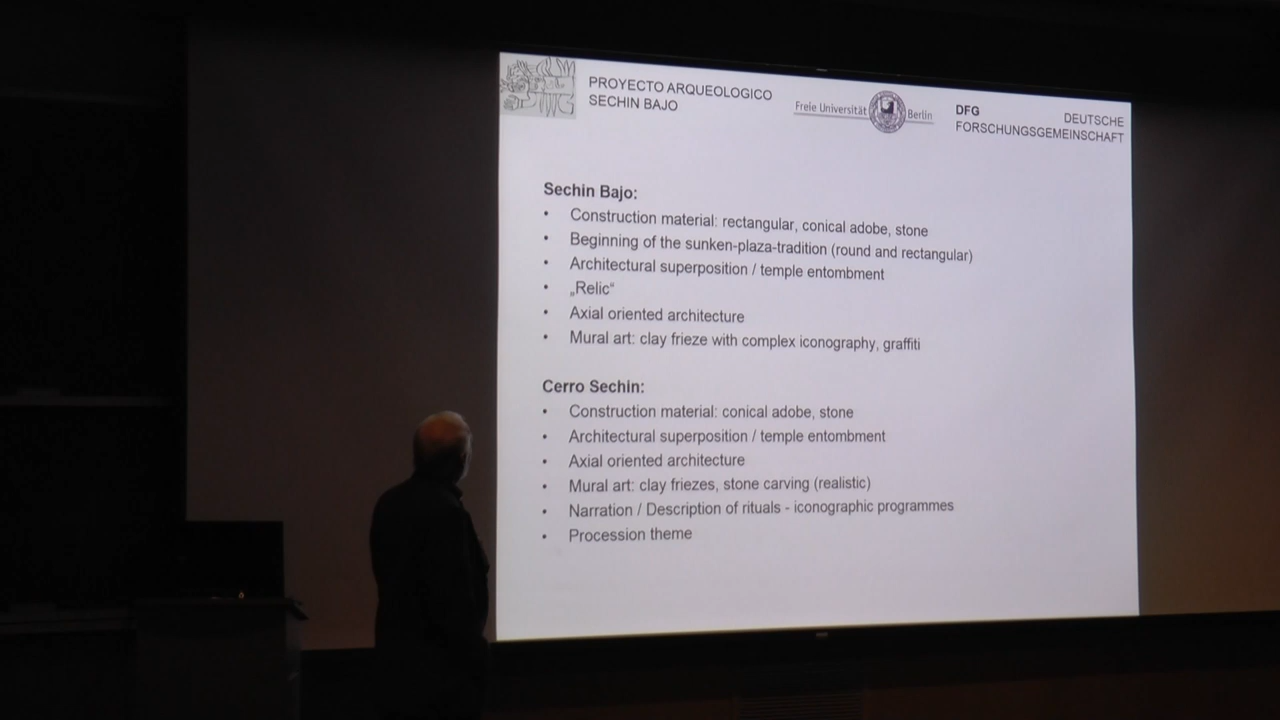 PROYECTO ARQUEOLOGICO
SECHIN BAJO
Freie Universität Berlin
DFG DEUTSCHE
FORSCHUNGSGEMEINSCHAFT
Sechin Bajo:
• Construction material: rectangular, conical adobe, stone
• Beginning of the sunken-plaza-tradition (round and rectangular)
• Architectural superposition / temple entombment
• „Relic“
• Axial oriented architecture
• Mural art: clay frieze with complex iconography, graffiti
Cerro Sechin:
• Construction material: conical adobe, stone
• Architectural superposition / temple entombment
• Axial oriented architecture
• Mural art: clay friezes, stone carving (realistic)
• Narration / Description of rituals - iconographic programmes
• Procession theme